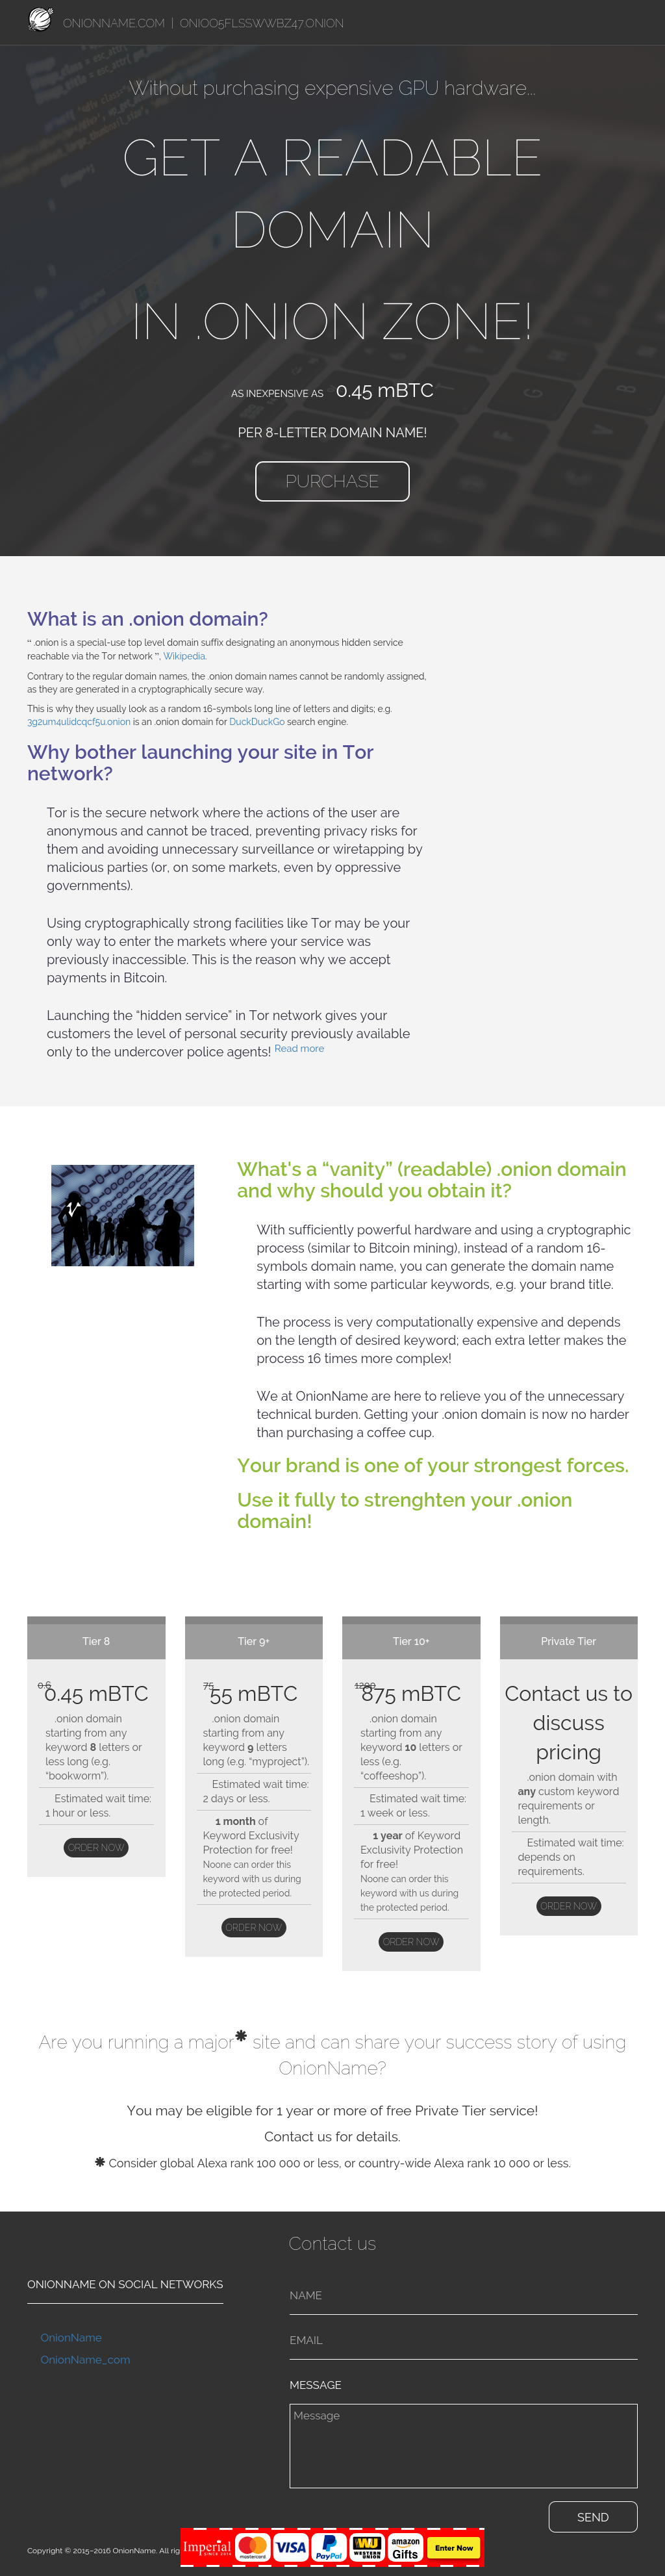 ONIONNAME.COM | ONIOO5FLSSWWBZ47.ONION
Without purchasing expensive GPU hardware...
GET A READABLE
DOMAIN
IN .ONION ZONE!
AS INEXPENSIVE AS 0.45 mBTC
PER 8-LETTER DOMAIN NAME!
PURCHASE
What is an .onion domain?
“ .onion is a special-use top level domain suffix designating an anonymous hidden service
reachable via the Tor network ”, Wikipedia.
Contrary to the regular domain names, the .onion domain names cannot be randomly assigned,
as they are generated in a cryptographically secure way.
This is why they usually look as a random 16-symbols long line of letters and digits; e.g.
3g2um4ulidcqcf5u.onion is an .onion domain for DuckDuckGo search engine.
Why bother launching your site in Tor
network?
Tor is the secure network where the actions of the user are
anonymous and cannot be traced, preventing privacy risks for
them and avoiding unnecessary surveillance or wiretapping by
malicious parties (or, on some markets, even by oppressive
governments).
Using cryptographically strong facilities like Tor may be your
only way to enter the markets where your service was
previously inaccessible. This is the reason why we accept
payments in Bitcoin.
Launching the “hidden service” in Tor network gives your
customers the level of personal security previously available
only to the undercover police agents! Read more
What's a “vanity” (readable) .onion domain
and why should you obtain it?
With sufficiently powerful hardware and using a cryptographic
process (similar to Bitcoin mining), instead of a random 16-
symbols domain name, you can generate the domain name
starting with some particular keywords, e.g. your brand title.
The process is very computationally expensive and depends
on the length of desired keyword; each extra letter makes the
process 16 times more complex!
We at OnionName are here to relieve you of the unnecessary
technical burden. Getting your .onion domain is now no harder
than purchasing a coffee cup.
Your brand is one of your strongest forces.
Use it fully to strenghten your .onion
domain!
Tier 8
0.6 0.45 mBTC
.onion domain
starting from any
keyword 8 letters or
less long (e.g.
“bookworm”).
Estimated wait time:
1 hour or less.
ORDER NOW
Tier 9+
75 55 mBTC
.onion domain
starting from any
keyword 9 letters
long (e.g. “myproject”).
Estimated wait time:
2 days or less.
1 month of
Keyword Exclusivity
Protection for free!
Noone can order this
keyword with us during
the protected period.
ORDER NOW
Tier 10+
1200 875 mBTC
.onion domain
starting from any
keyword 10 letters or
less (e.g.
“coffeeshop”).
Estimated wait time:
1 week or less.
1 year of Keyword
Exclusivity Protection
for free!
Noone can order this
keyword with us during
the protected period.
ORDER NOW
Private Tier
Contact us to
discuss
pricing
.onion domain with
any custom keyword
requirements or
length.
Estimated wait time:
depends on
requirements.
ORDER NOW
Are you running a major* site and can share your success story of using
OnionName?
You may be eligible for 1 year or more of free Private Tier service!
Contact us for details.
* Consider global Alexa rank 100 000 or less, or country-wide Alexa rank 10 000 or less.
Contact us
ONIONNAME ON SOCIAL NETWORKS
OnionName
OnionName_com
NAME
EMAIL
MESSAGE
Message
SEND
Copyright © 2015–2016 OnionName. All rig
Imperial mastercard VISA PayPal WU WESTERN UNION amazon Gifts Enter Now